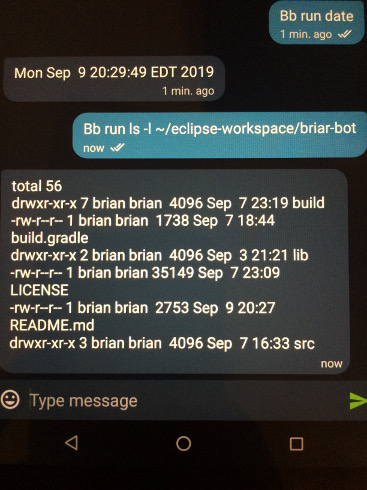 Bb run date
1 min. ago
Mon Sep  9 20:29:49 EDT 2019
1 min. ago
Bb run ls -l ~/eclipse-workspace/briar-bot
now
total 56
drwxr-xr-x 7 brian brian  4096 Sep  7 23:19 build
-rw-r--r-- 1 brian brian  1738 Sep  7 18:44
build.gradle
drwxr-xr-x 2 brian brian  4096 Sep  3 21:21 lib
-rw-r--r-- 1 brian brian 35149 Sep  7 23:09
LICENSE
-rw-r--r-- 1 brian brian  2753 Sep  9 20:27
README.md
drwxr-xr-x 3 brian brian  4096 Sep  7 16:33 src
now
Type message